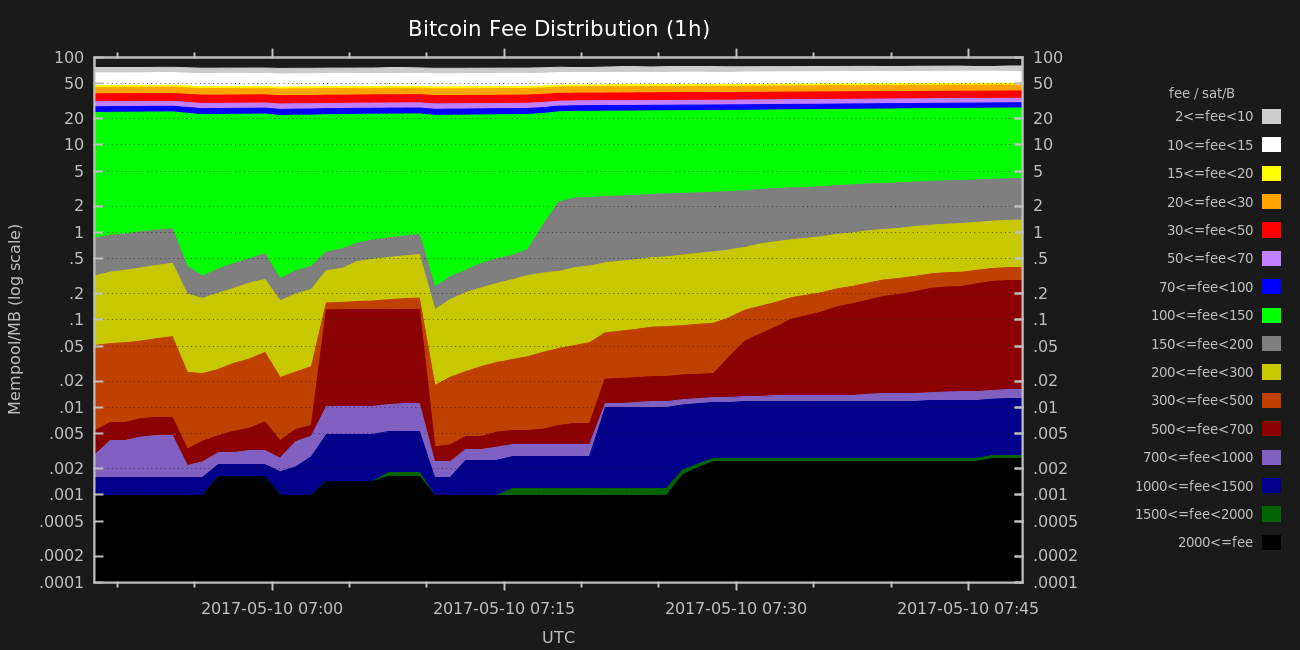 Bitcoin Fee Distribution (1h)
Mempool/MB (log scale)
100
50
20
10
5
2
1
.5
.2
.1
.05
.02
.01
.005
.002
.001
.0005
.0002
.0001
100
50
20
10
5
2
1
.5
.2
.1
.05
.02
.01
.005
.002
.001
.0005
.0002
.0001
2017-05-10 07:00
2017-05-10 07:15
2017-05-10 07:30
2017-05-10 07:45
UTC
fee / sat/B
2<=fee<10
10<=fee<15
15<=fee<20
20<=fee<30
30<=fee<50
50<=fee<70
70<=fee<100
100<=fee<150
150<=fee<200
200<=fee<300
300<=fee<500
500<=fee<700
700<=fee<1000
1000<=fee<1500
1500<=fee<2000
2000<=fee